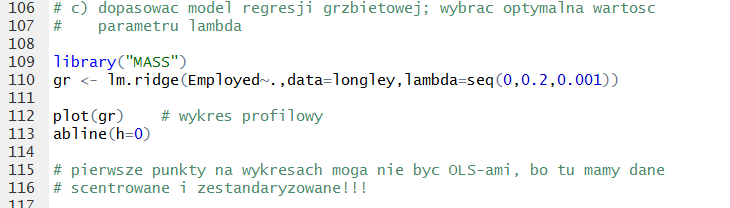 106 # c) dopasowac model regresji grzbietowej; wybrac optymalna wartosc
107 #    parametru lambda
108
109 library("MASS")
110 gr <- lm.ridge(Employed~.,data=longley,lambda=seq(0,0.2,0.001))
111
112 plot(gr)    # wykres profilowy
113 abline(h=0)
114
115 # pierwsze punkty na wykresach moga nie byc OLS-ami, bo tu mamy dane
116 # scentrowane i zestandaryzowane!!!
117